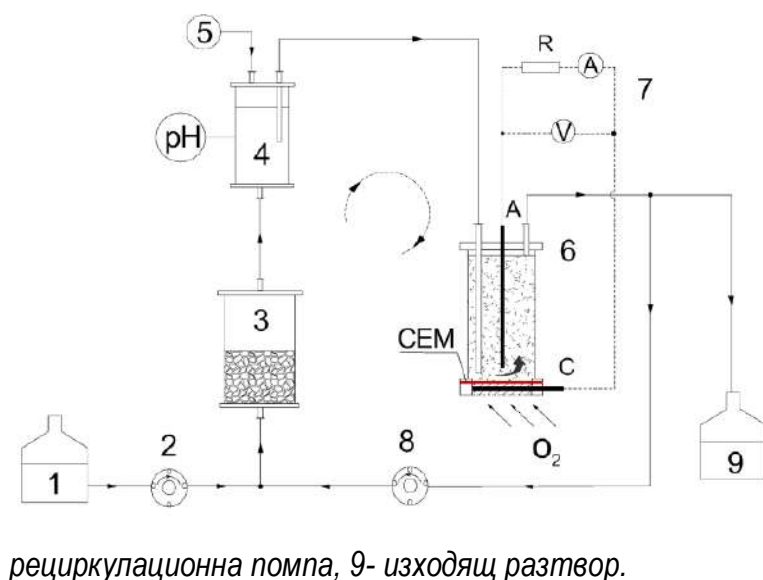 5
R
A
7
pH
4
V
A
6
3
CEM
C
2
8
O2
1
9
рециркулационна помпа, 9- изходящ разтвор.